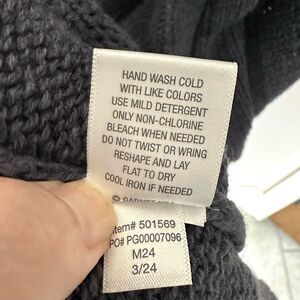 HAND WASH COLD
WITH LIKE COLORS
USE MILD DETERGENT
ONLY NON-CHLORINE
BLEACH WHEN NEEDED
DO NOT TWIST OR WRING
RESHAPE AND LAY
FLAT TO DRY
COOL IRON IF NEEDED
©
Item# 501569
PO# PG00007096
M24
3/24